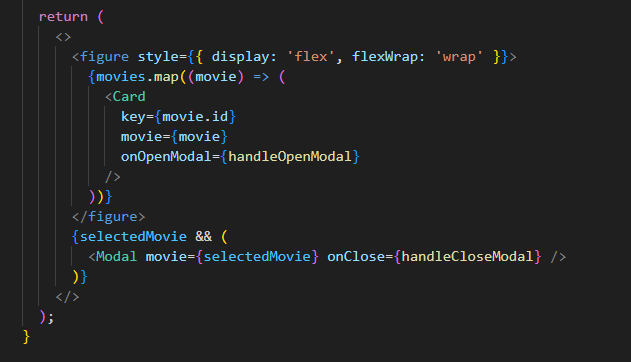 return (
<>
<figure style={{ display: 'flex', flexWrap: 'wrap' }}>
{movies.map((movie) => (
<Card
key={movie.id}
movie={movie}
onOpenModal={handleOpenModal}
/>
))}
</figure>
{selectedMovie && (
<Modal movie={selectedMovie} onClose={handleCloseModal} />
)}
</>
);
}